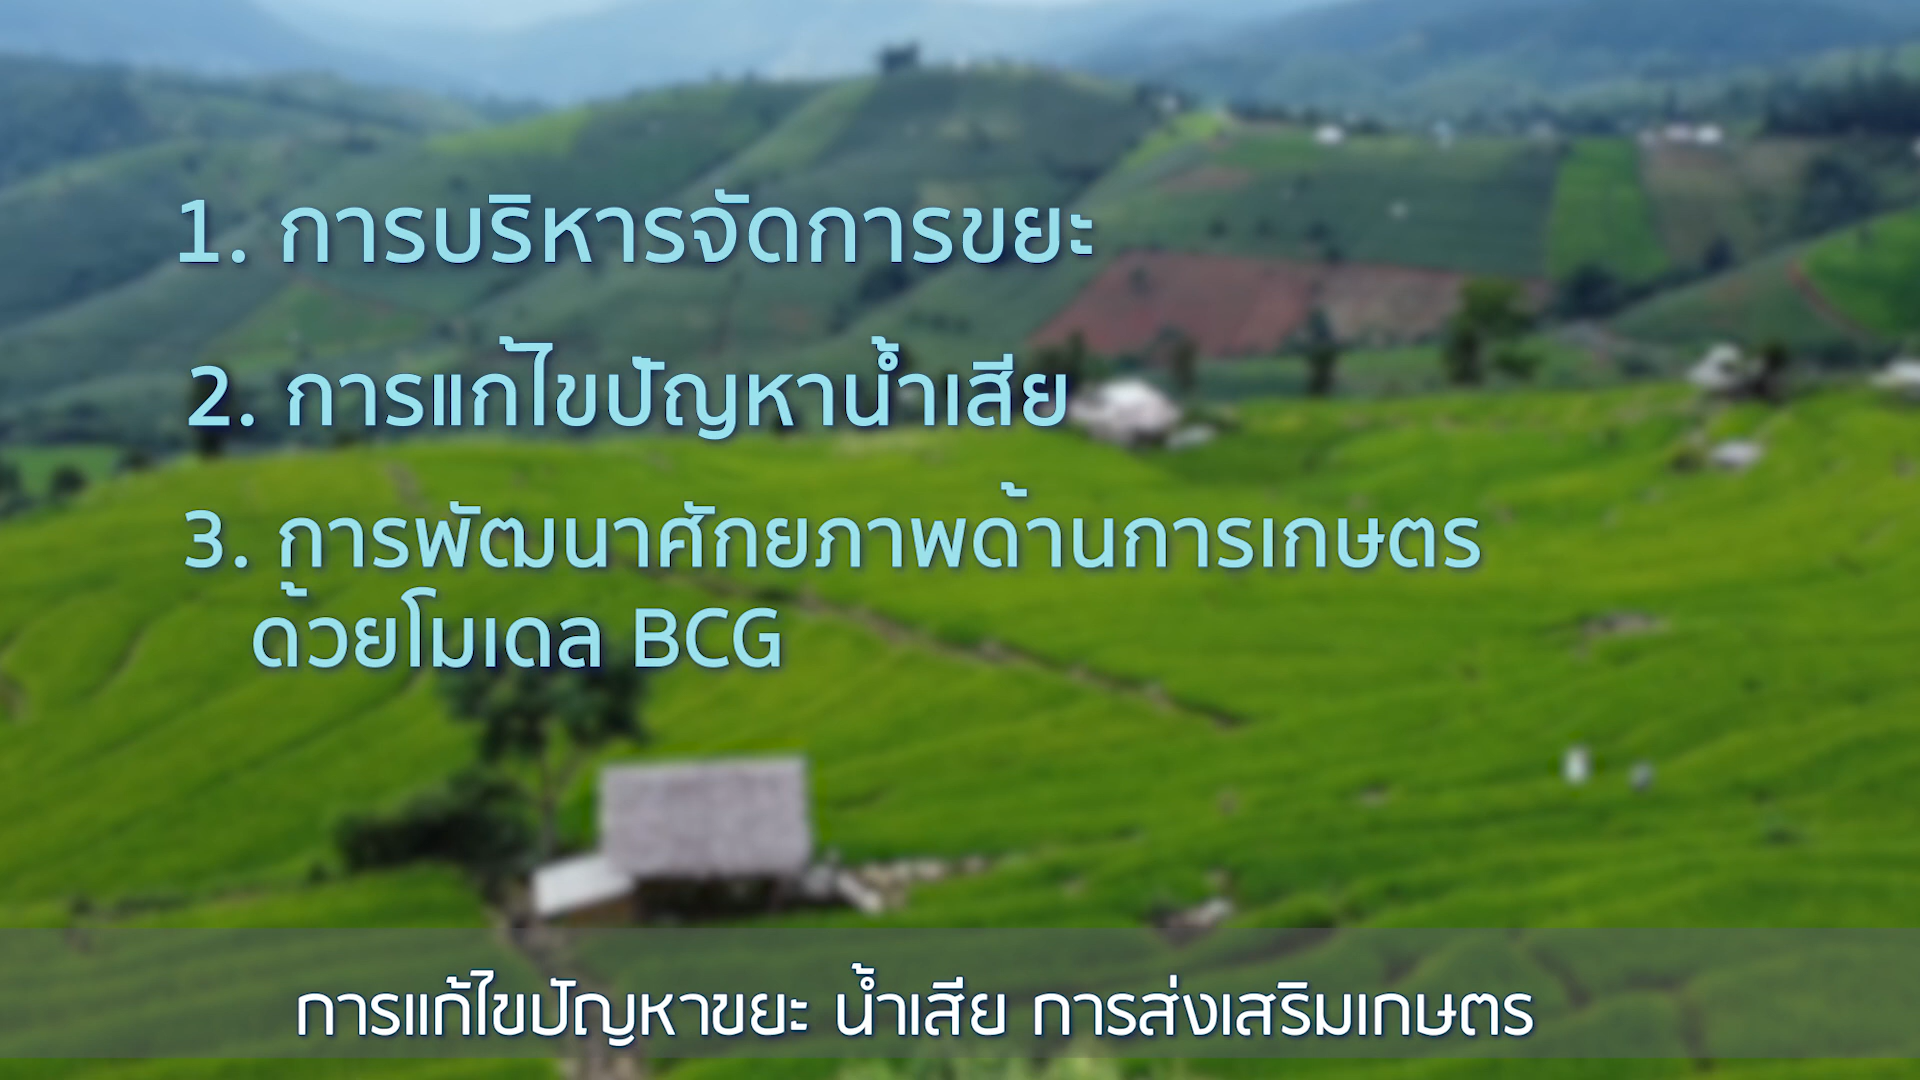 1. การบริหารจัดการขยะ
2. การแก้ไขปัญหาน้ำเสีย
3. การพัฒนาศักยภาพด้านการเกษตร
ด้วยโมเดล BCG
การแก้ไขปัญหาขยะ น้ำเสีย การส่งเสริมเกษตร